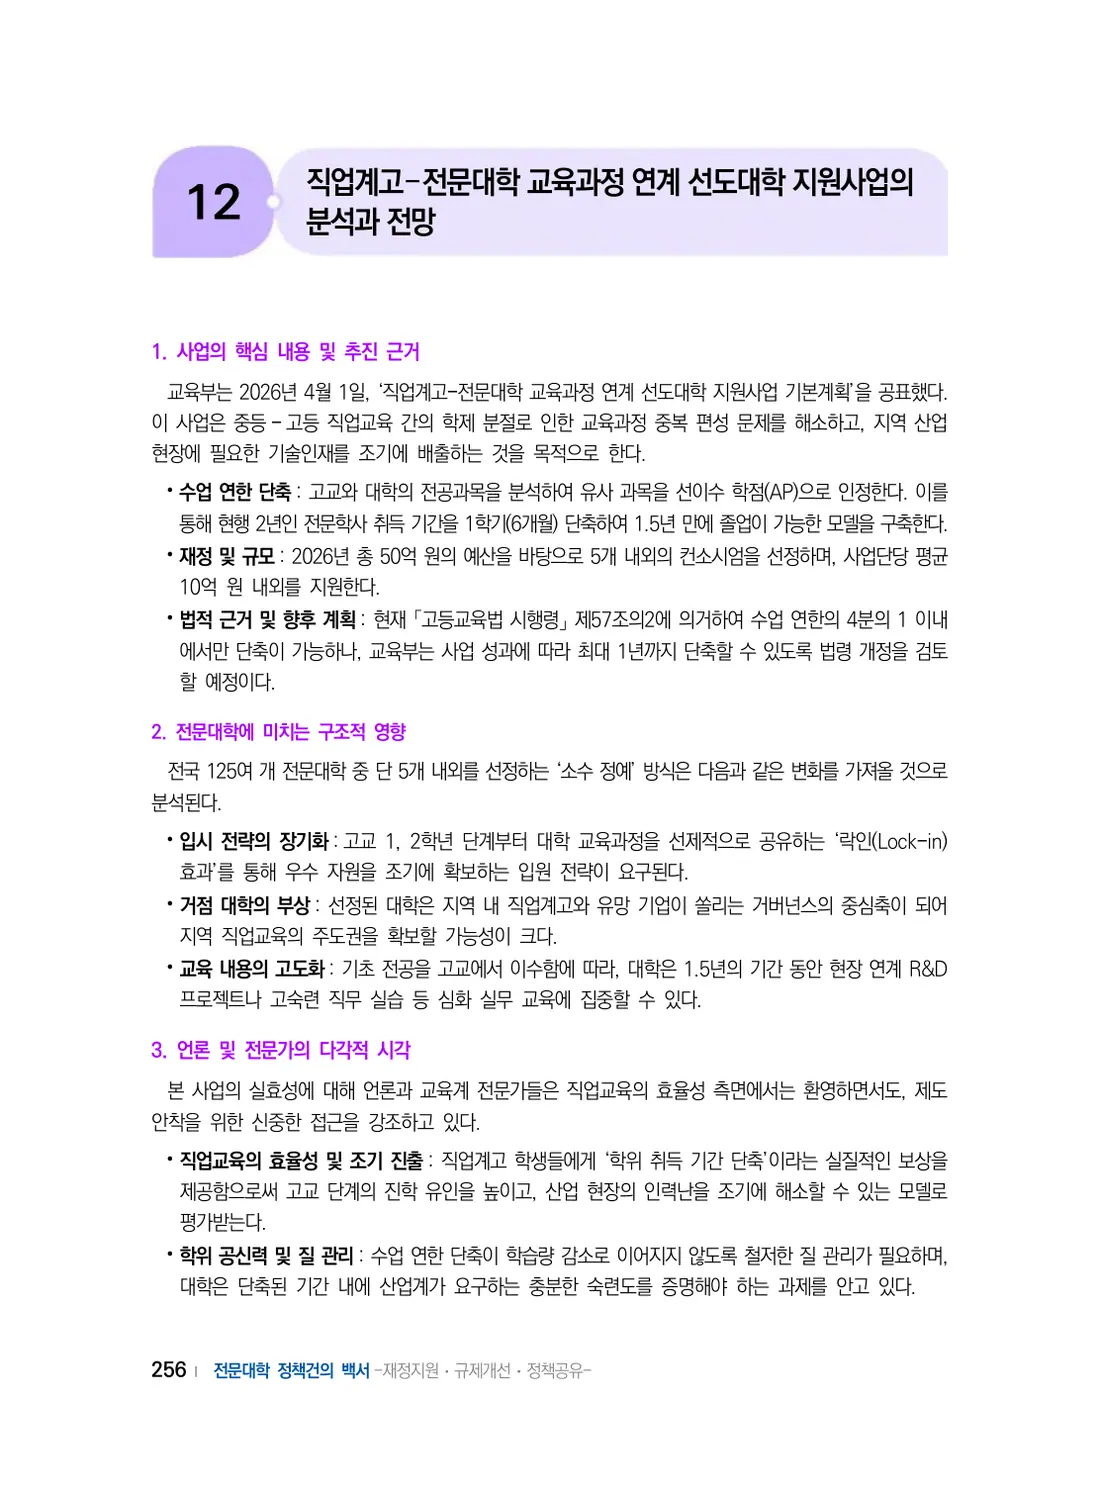 12
직업계고-전문대학 교육과정 연계 선도대학 지원사업의
분석과 전망
1. 사업의 핵심 내용 및 추진 근거
교육부는 2026년 4월 1일, ‘직업계고-전문대학 교육과정 연계 선도대학 지원사업 기본계획’을 공표했다.
이 사업은 중등-고등 직업교육 간의 학제 분절로 인한 교육과정 중복 편성 문제를 해소하고, 지역 산업
현장에 필요한 기술인재를 조기에 배출하는 것을 목적으로 한다.
• 수업 연한 단축 : 고교와 대학의 전공과목을 분석하여 유사 과목을 선이수 학점(AP)으로 인정한다. 이를
통해 현행 2년인 전문학사 취득 기간을 1학기(6개월) 단축하여 1.5년 만에 졸업이 가능한 모델을 구축한다.
• 재정 및 규모 : 2026년 총 50억 원의 예산을 바탕으로 5개 내외의 컨소시엄을 선정하며, 사업단당 평균
10억 원 내외를 지원한다.
• 법적 근거 및 향후 계획 : 현재 「고등교육법 시행령」 제57조의2에 의거하여 수업 연한의 4분의 1 이내
에서만 단축이 가능하나, 교육부는 사업 성과에 따라 최대 1년까지 단축할 수 있도록 법령 개정을 검토
할 예정이다.
2. 전문대학에 미치는 구조적 영향
전국 125여 개 전문대학 중 단 5개 내외를 선정하는 ‘소수 정예’ 방식은 다음과 같은 변화를 가져올 것으로
분석된다.
• 입시 전략의 장기화 : 고교 1, 2학년 단계부터 대학 교육과정을 선제적으로 공유하는 ‘락인(Lock-in)
효과’를 통해 우수 자원을 조기에 확보하는 입원 전략이 요구된다.
• 거점 대학의 부상 : 선정된 대학은 지역 내 직업계고와 유망 기업이 쏠리는 거버넌스의 중심축이 되어
지역 직업교육의 주도권을 확보할 가능성이 크다.
• 교육 내용의 고도화 : 기초 전공을 고교에서 이수함에 따라, 대학은 1.5년의 기간 동안 현장 연계 R&D
프로젝트나 고숙련 직무 실습 등 심화 실무 교육에 집중할 수 있다.
3. 언론 및 전문가의 다각적 시각
본 사업의 실효성에 대해 언론과 교육계 전문가들은 직업교육의 효율성 측면에서는 환영하면서도, 제도
안착을 위한 신중한 접근을 강조하고 있다.
• 직업교육의 효율성 및 조기 진출 : 직업계고 학생들에게 ‘학위 취득 기간 단축’이라는 실질적인 보상을
제공함으로써 고교 단계의 진학 유인을 높이고, 산업 현장의 인력난을 조기에 해소할 수 있는 모델로
평가받는다.
• 학위 공신력 및 질 관리 : 수업 연한 단축이 학습량 감소로 이어지지 않도록 철저한 질 관리가 필요하며,
대학은 단축된 기간 내에 산업계가 요구하는 충분한 숙련도를 증명해야 하는 과제를 안고 있다.
256 | 전문대학 정책건의 백서 -재정지원·규제개선·정책공유-